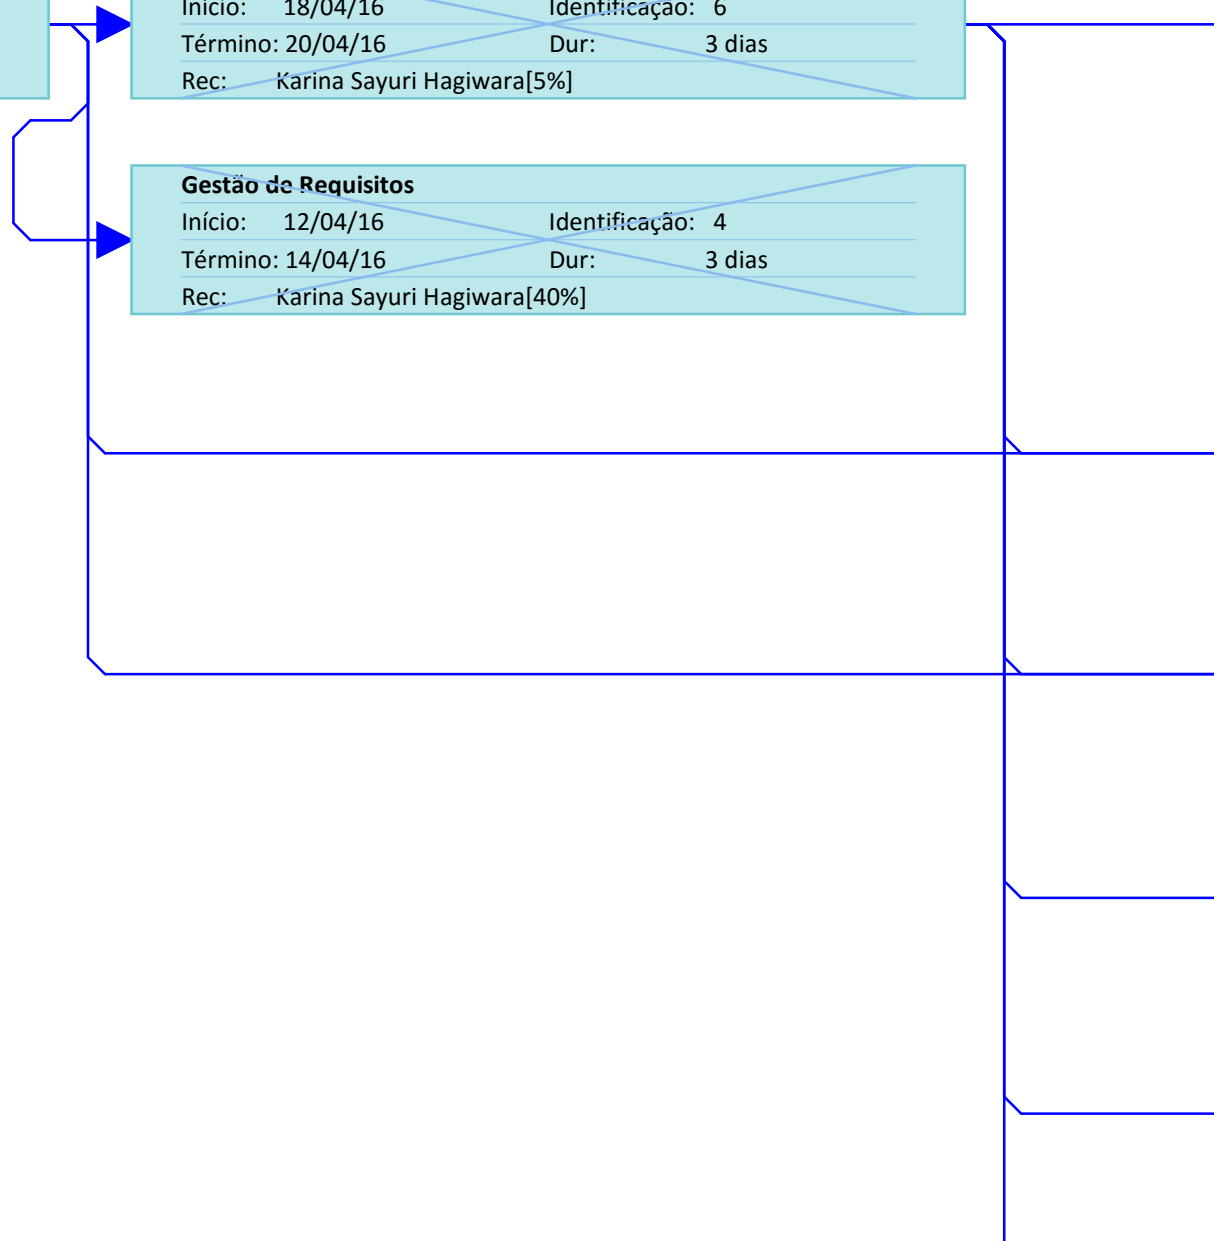 Início: 18/04/16 Identificação: 6
Término: 20/04/16 Dur: 3 dias
Rec: Karina Sayuri Hagiwara[5%]
Gestão de Requisitos
Início: 12/04/16 Identificação: 4
Término: 14/04/16 Dur: 3 dias
Rec: Karina Sayuri Hagiwara[40%]